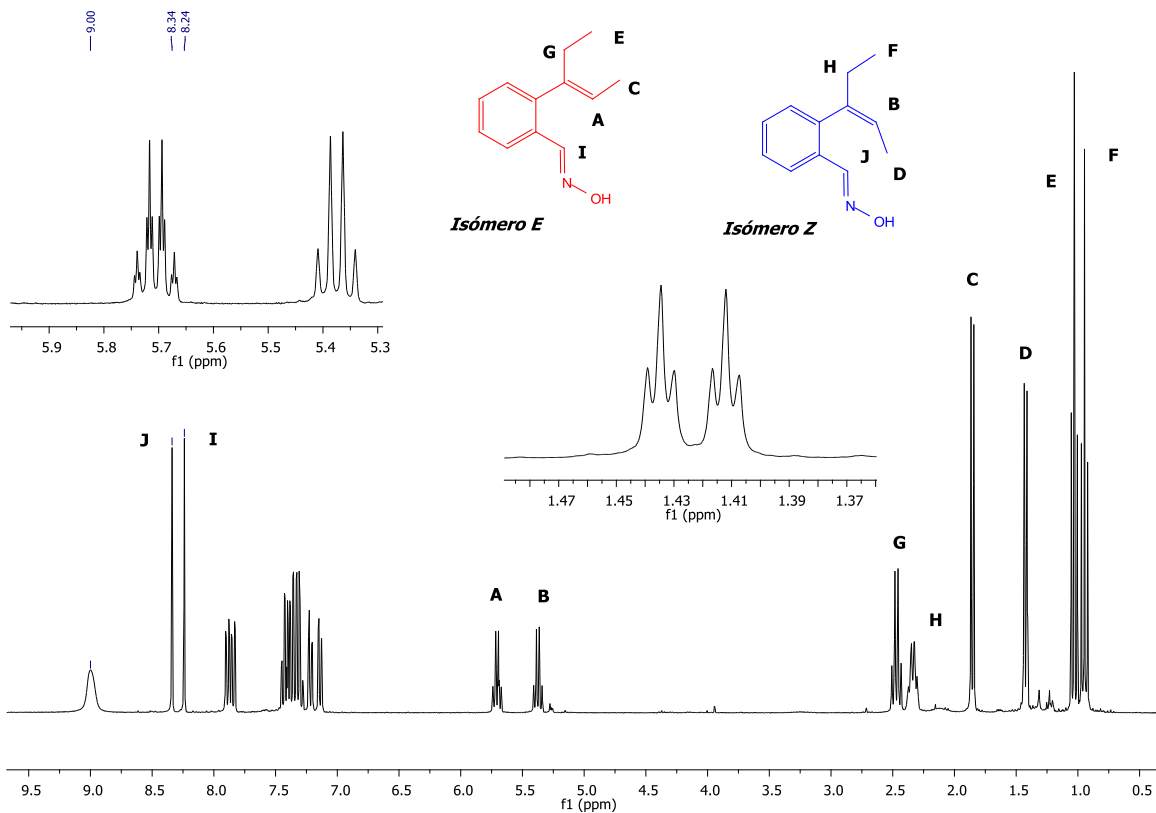 9.00
8.34
8.24
E
G
C
A
I
N
OH
Isómero E
F
H
B
J
D
N
OH
Isómero Z
5.9 5.8 5.7 5.6 5.5 5.4 5.3
f1 (ppm)
1.47 1.45 1.43 1.41 1.39 1.37
f1 (ppm)
J
I
A
B
G
H
C
D
E
F
9.5 9.0 8.5 8.0 7.5 7.0 6.5 6.0 5.5 5.0 4.5 4.0 3.5 3.0 2.5 2.0 1.5 1.0 0.5
f1 (ppm)